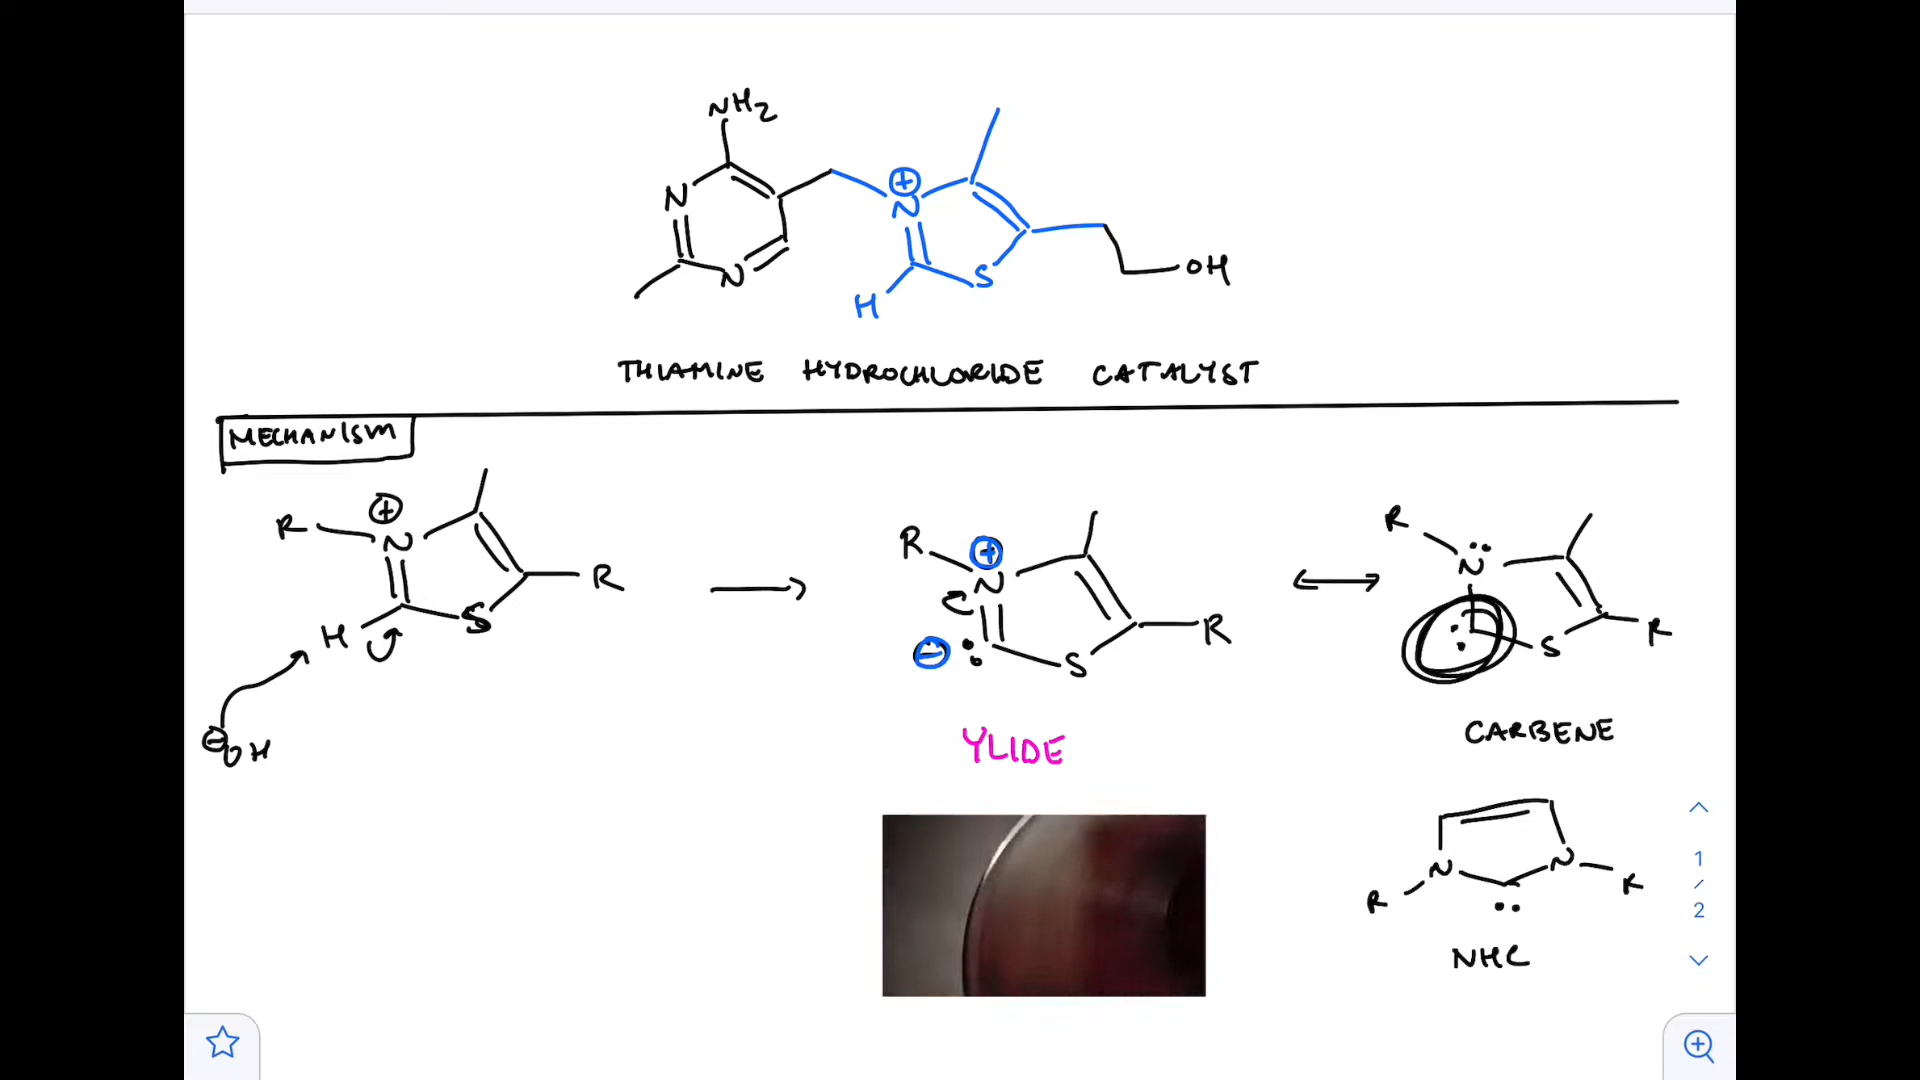 NH2
N
N
⊕
N
S
H
OH
THIAMINE HYDROCHLORIDE CATALYST
MECHANISM
R
⊕
N
R
H
S
⊖OH
R
⊕
N
⊖
S
R
YLIDE
R
N
S
R
CARBENE
N
N
R
R
NHC
1
/
2